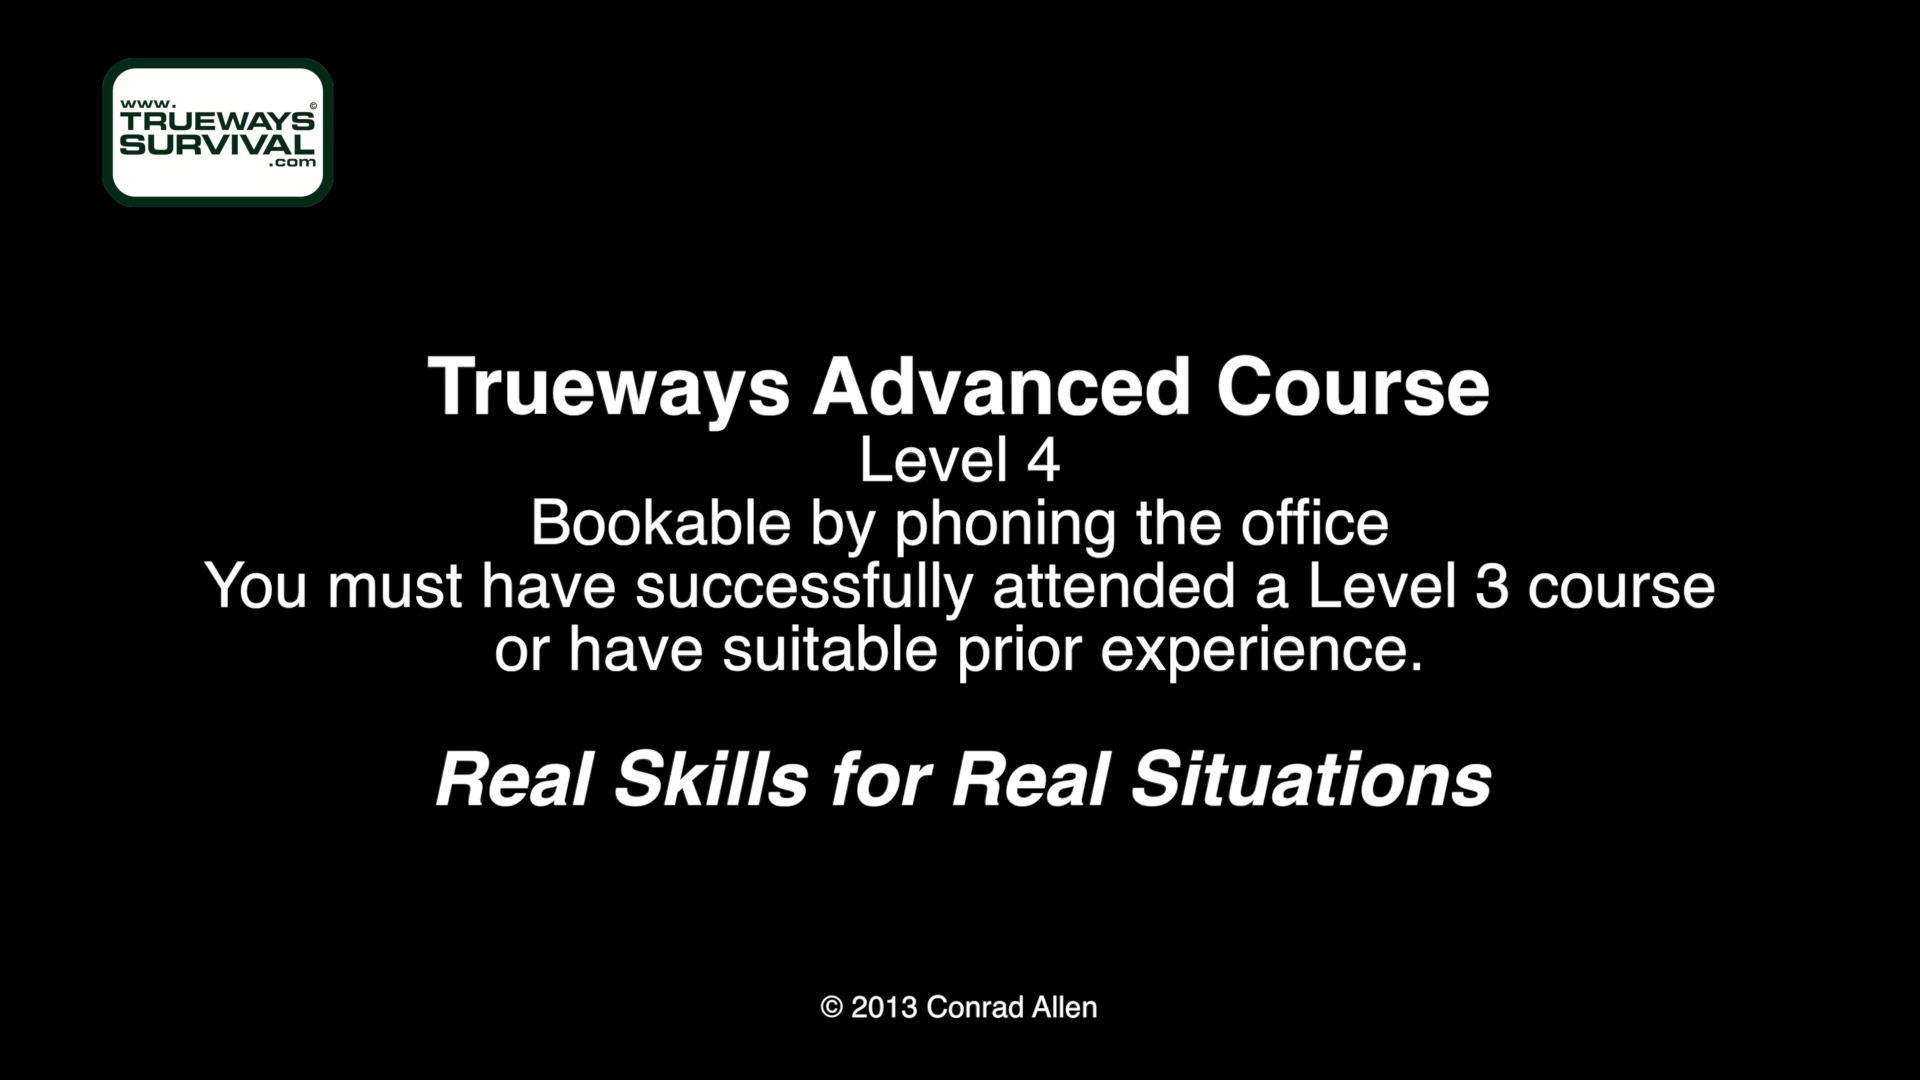 www.
©
TRUEWAYS
SURVIVAL
.com
Trueways Advanced Course
Level 4
Bookable by phoning the office
You must have successfully attended a Level 3 course
or have suitable prior experience.
Real Skills for Real Situations
© 2013 Conrad Allen